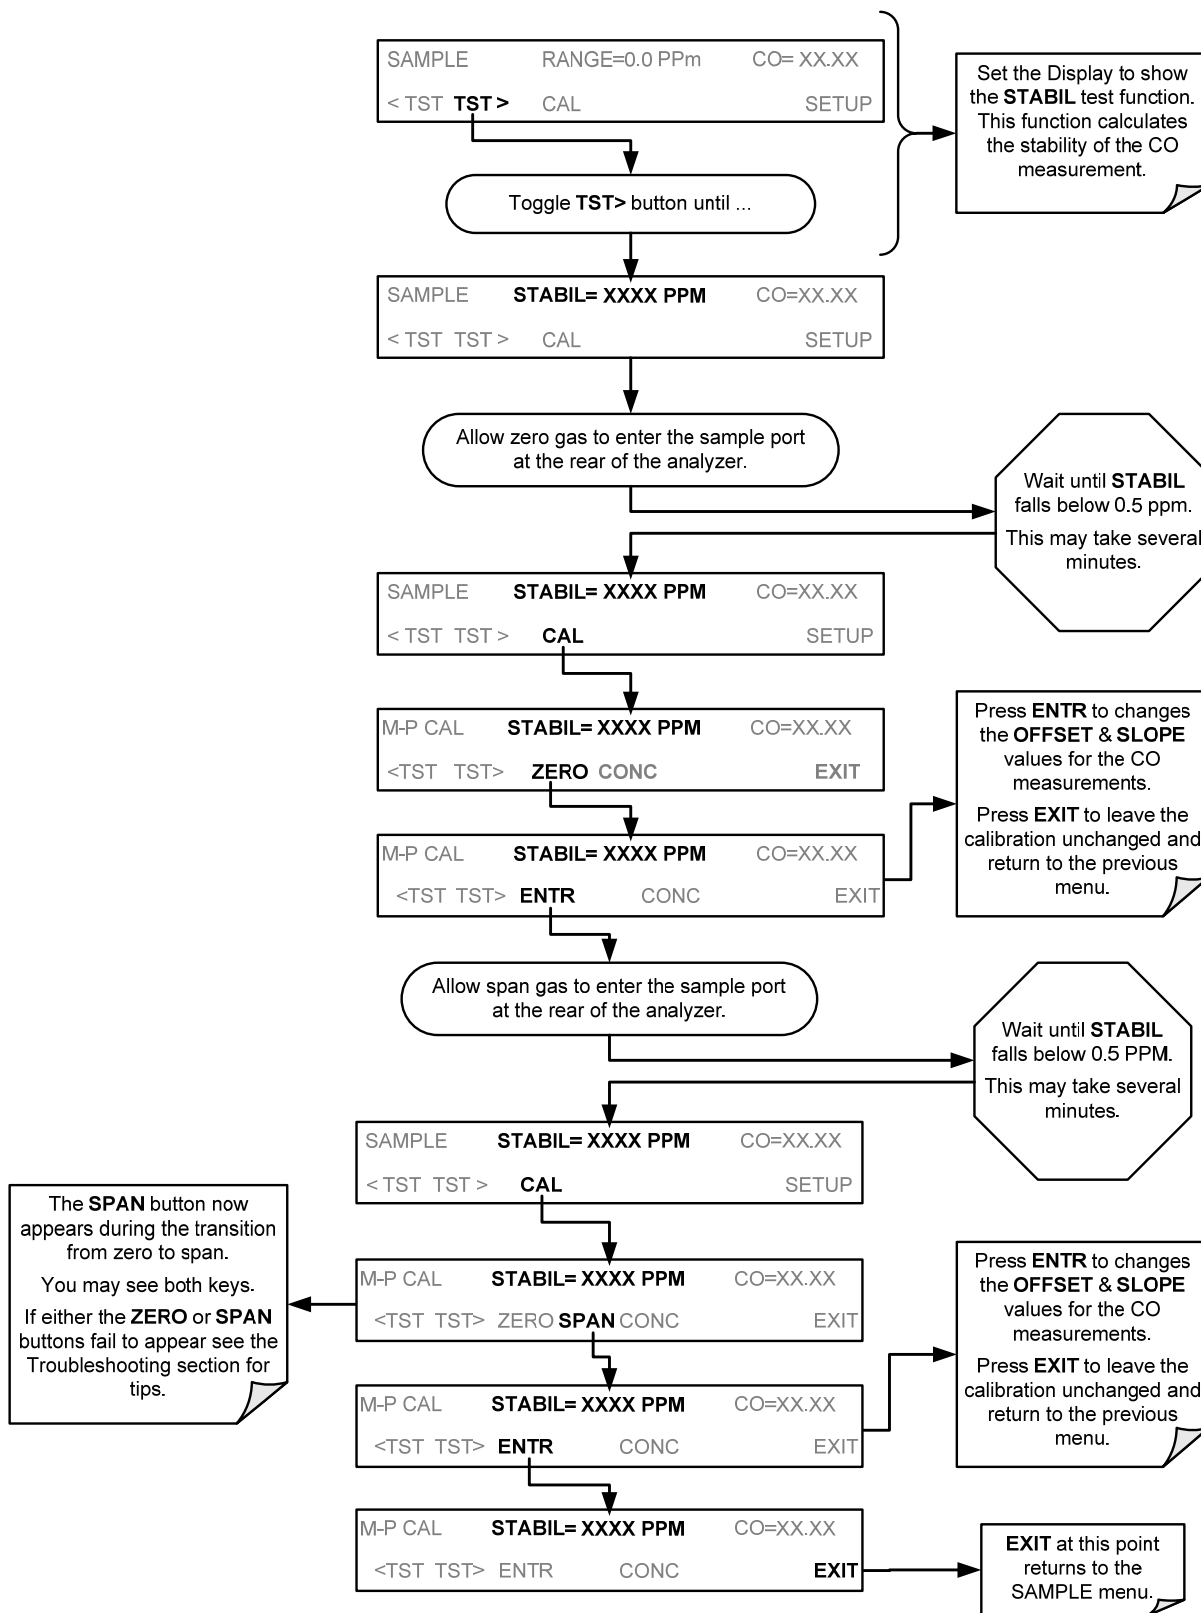 SAMPLE RANGE=0.0 PPm CO= XX.XX
< TST TST > CAL SETUP
Set the Display to show
the STABIL test function.
This function calculates
the stability of the CO
measurement.
Toggle TST> button until ...
SAMPLE STABIL= XXXX PPM CO=XX.XX
< TST TST > CAL SETUP
Allow zero gas to enter the sample port
at the rear of the analyzer.
Wait until STABIL
falls below 0.5 ppm.
This may take several
minutes.
SAMPLE STABIL= XXXX PPM CO=XX.XX
< TST TST > CAL SETUP
M-P CAL STABIL= XXXX PPM CO=XX.XX
<TST TST> ZERO CONC EXIT
M-P CAL STABIL= XXXX PPM CO=XX.XX
<TST TST> ENTR CONC EXIT
Press ENTR to changes
the OFFSET & SLOPE
values for the CO
measurements.
Press EXIT to leave the
calibration unchanged and
return to the previous
menu.
Allow span gas to enter the sample port
at the rear of the analyzer.
Wait until STABIL
falls below 0.5 PPM.
This may take several
minutes.
SAMPLE STABIL= XXXX PPM CO=XX.XX
< TST TST > CAL SETUP
The SPAN button now
appears during the transition
from zero to span.
You may see both keys.
If either the ZERO or SPAN
buttons fail to appear see the
Troubleshooting section for
tips.
M-P CAL STABIL= XXXX PPM CO=XX.XX
<TST TST> ZERO SPAN CONC EXIT
M-P CAL STABIL= XXXX PPM CO=XX.XX
<TST TST> ENTR CONC EXIT
Press ENTR to changes
the OFFSET & SLOPE
values for the CO
measurements.
Press EXIT to leave the
calibration unchanged and
return to the previous
menu.
M-P CAL STABIL= XXXX PPM CO=XX.XX
<TST TST> ENTR CONC EXIT
EXIT at this point
returns to the
SAMPLE menu.